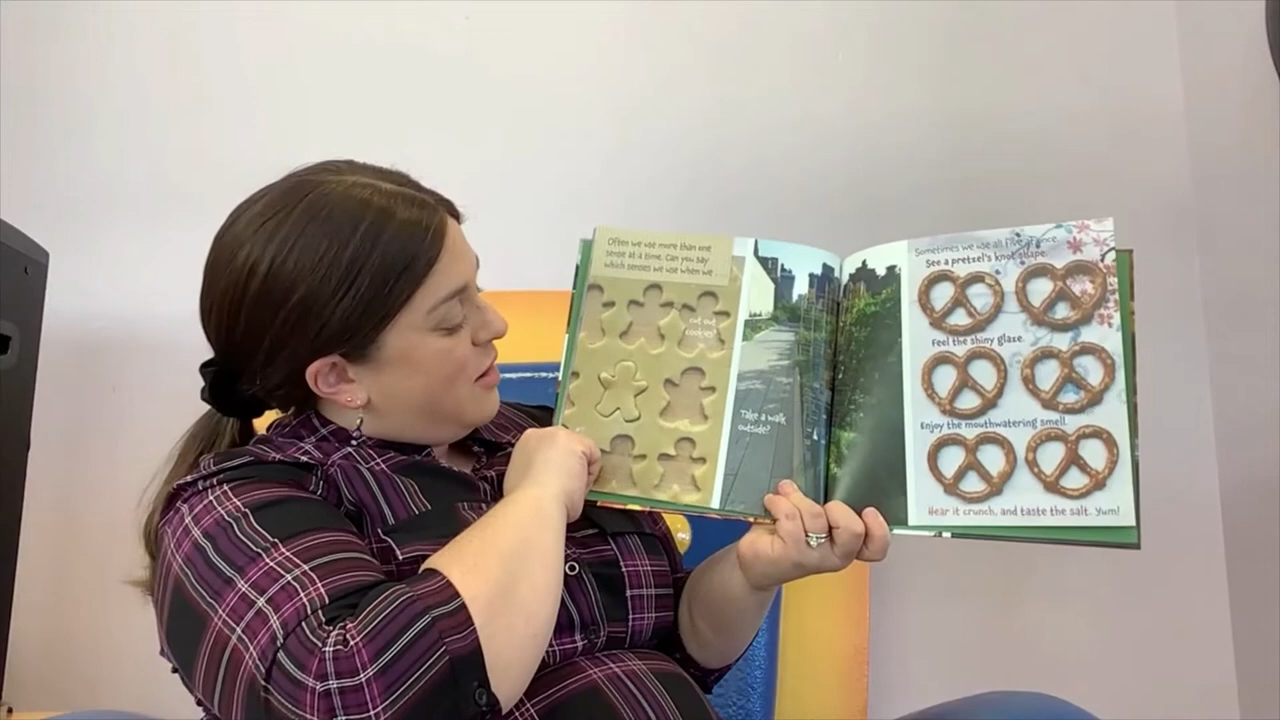 Often we use more than one
sense at a time. Can you say
which senses we use when we
cut out
cookies?
Take a walk
outside?
Sometimes we use all five at once.
See a pretzel's knot shape.
Feel the shiny glaze.
Enjoy the mouthwatering smell.
Hear it crunch, and taste the salt. Yum!